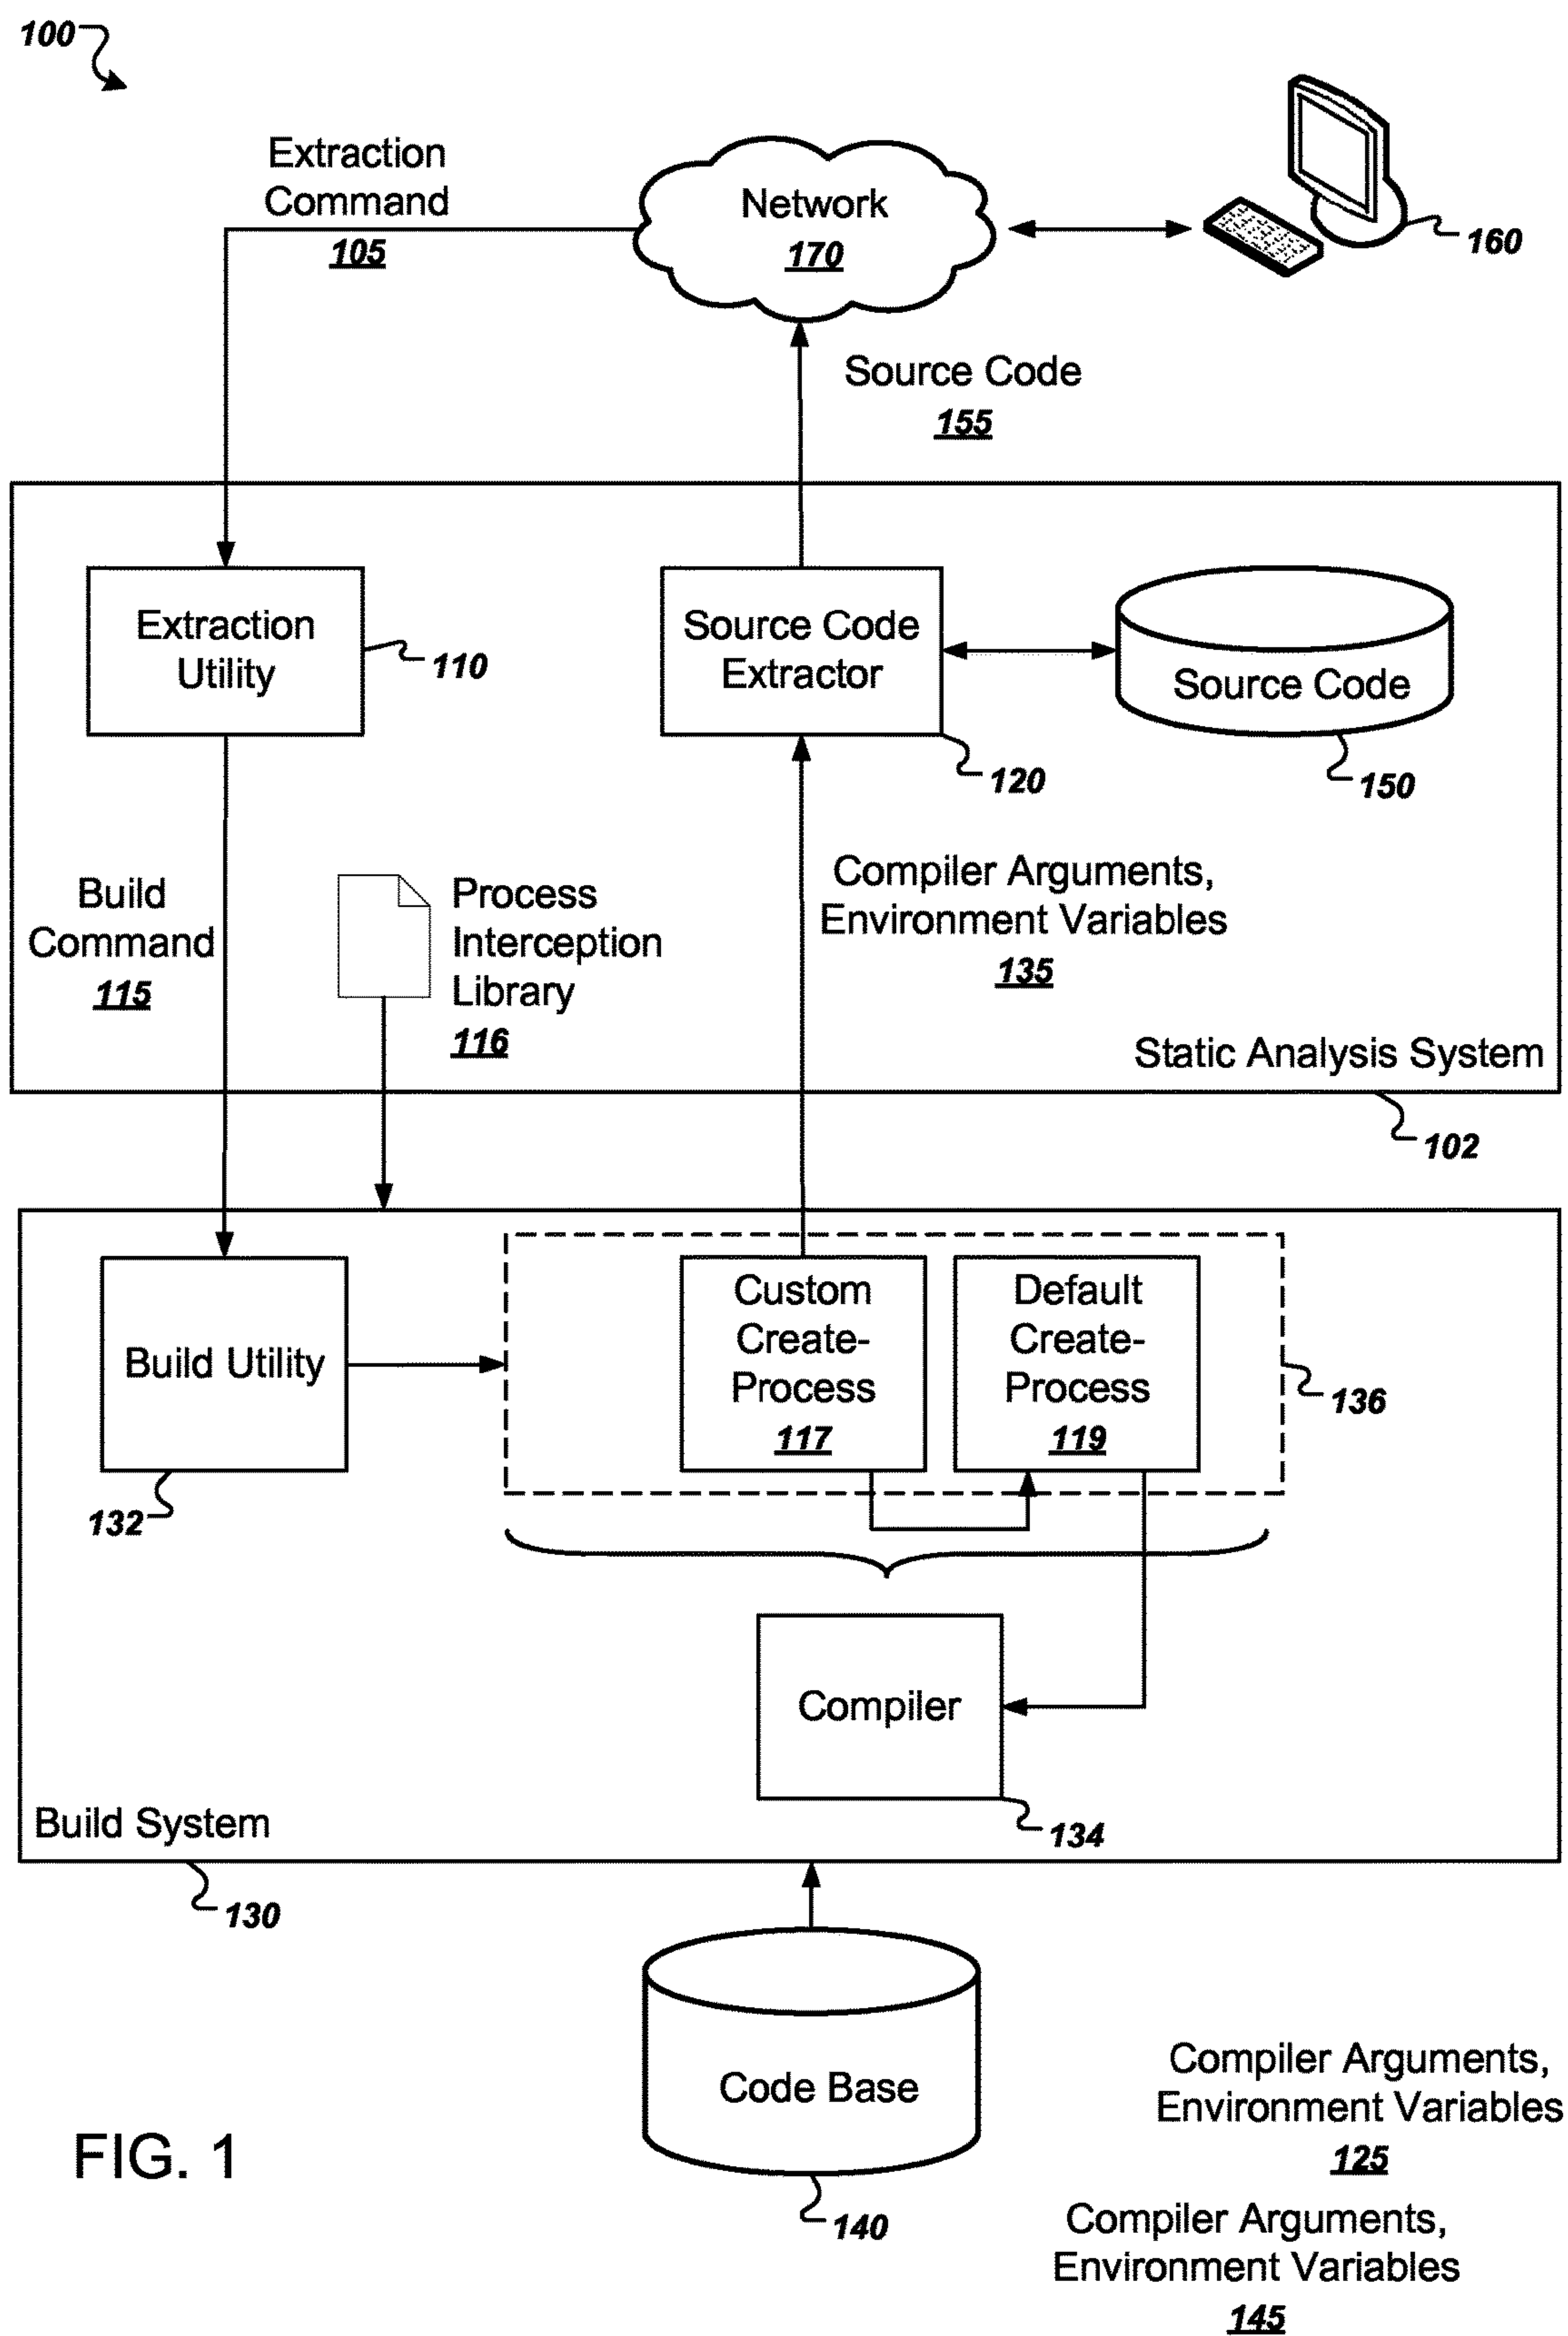 100
Extraction
Command
105
Network
170
160
Source Code
155
Extraction
Utility
110
Source Code
Extractor
120
Source Code
150
Build
Command
115
Process
Interception
Library
116
Compiler Arguments,
Environment Variables
135
Static Analysis System
102
Build Utility
132
Custom
Create-
Process
117
Default
Create-
Process
119
136
Compiler
134
Build System
130
Code Base
140
FIG. 1
Compiler Arguments,
Environment Variables
125
Compiler Arguments,
Environment Variables
145